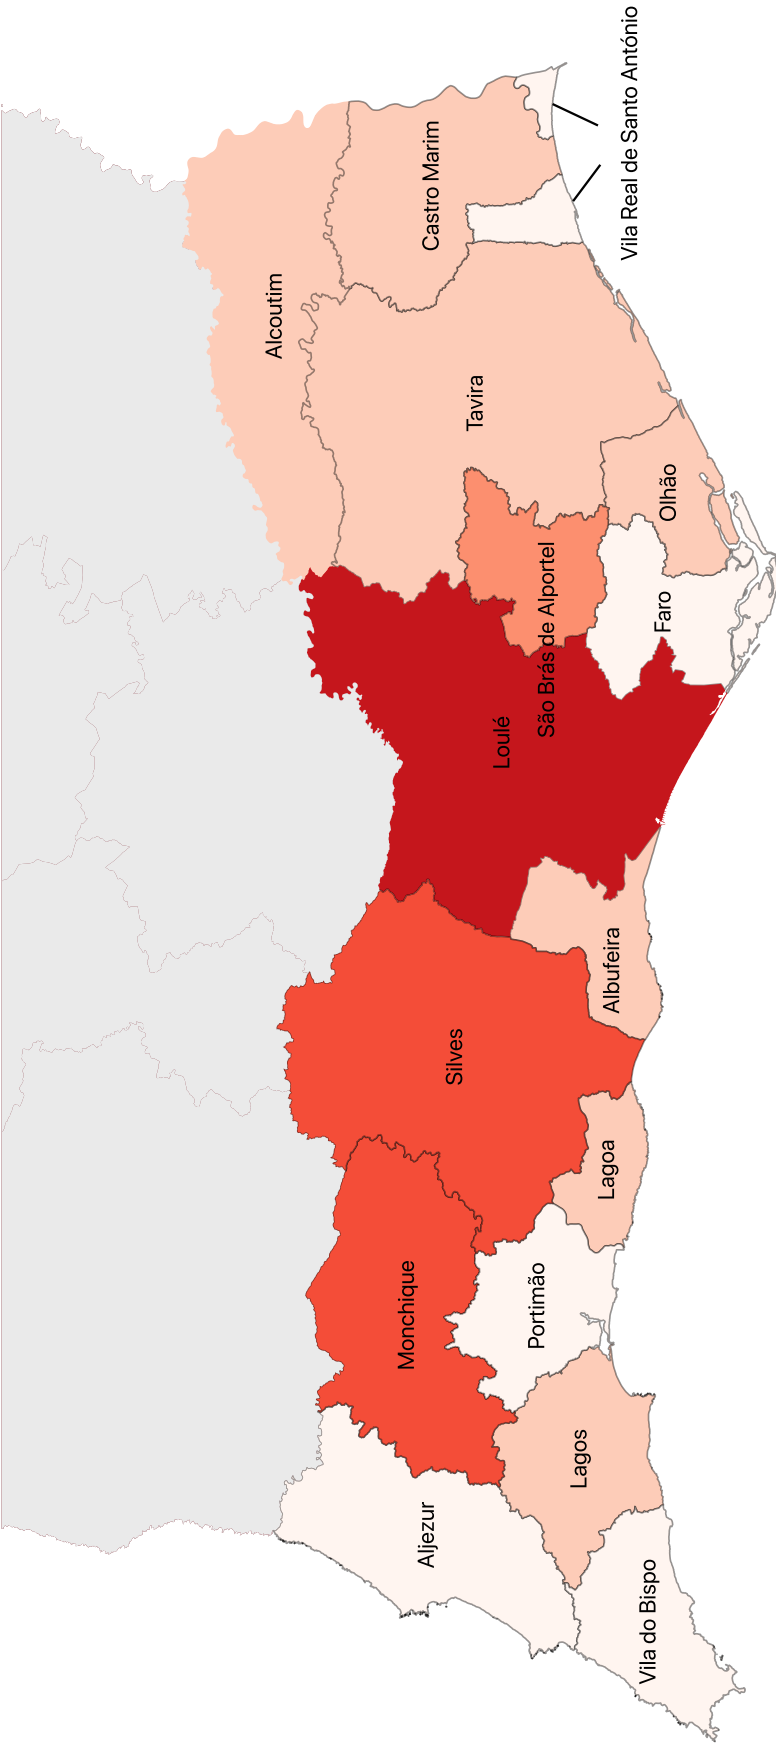 Vila Real de Santo António
Castro Marim
Alcoutim
Tavira
Olhão
São Brás de Alportel
Faro
Loulé
Albufeira
Silves
Lagoa
Portimão
Monchique
Lagos
Aljezur
Vila do Bispo